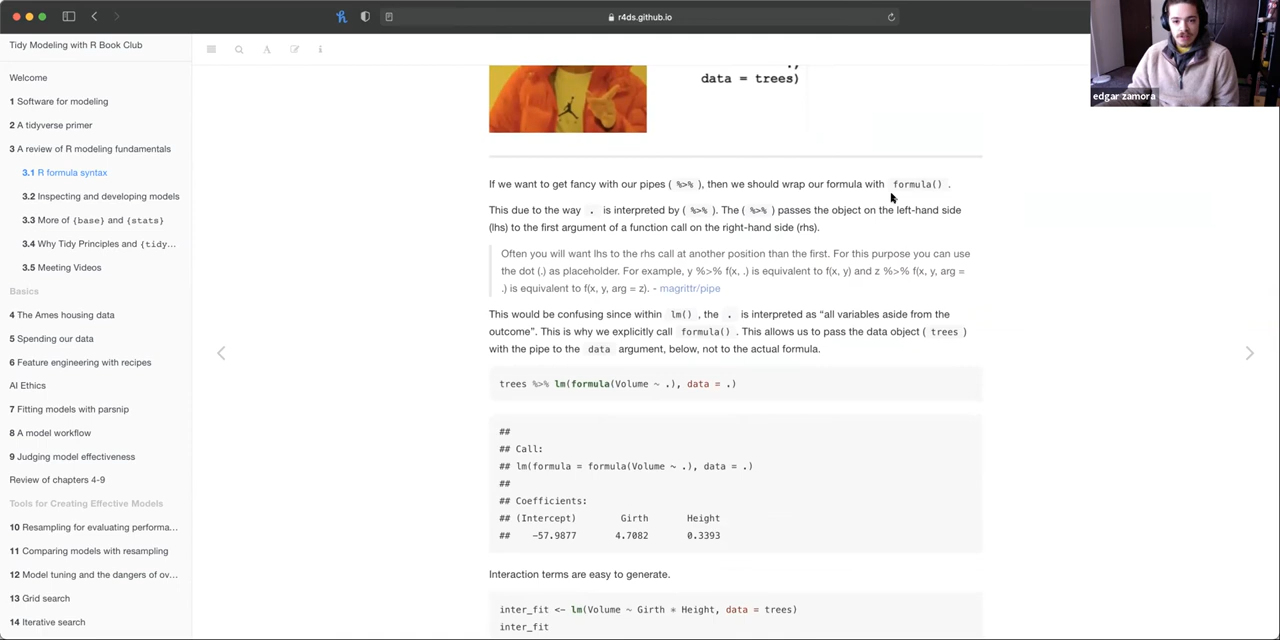 r4ds.github.io
Tidy Modeling with R Book Club
Welcome
1 Software for modeling
2 A tidyverse primer
3 A review of R modeling fundamentals
3.1 R formula syntax
3.2 Inspecting and developing models
3.3 More of {base} and {stats}
3.4 Why Tidy Principles and {tidy...
3.5 Meeting Videos
Basics
4 The Ames housing data
5 Spending our data
6 Feature engineering with recipes
AI Ethics
7 Fitting models with parsnip
8 A model workflow
9 Judging model effectiveness
Review of chapters 4-9
Tools for Creating Effective Models
10 Resampling for evaluating performa...
11 Comparing models with resampling
12 Model tuning and the dangers of ov...
13 Grid search
14 Iterative search
A
i
.,
data = trees)
If we want to get fancy with our pipes ( %>% ), then we should wrap our formula with formula() .
This due to the way . is interpreted by ( %>% ). The ( %>% ) passes the object on the left-hand side
(lhs) to the first argument of a function call on the right-hand side (rhs).
Often you will want lhs to the rhs call at another position than the first. For this purpose you can use
the dot (.) as placeholder. For example, y %>% f(x, .) is equivalent to f(x, y) and z %>% f(x, y, arg =
.) is equivalent to f(x, y, arg = z). - magrittr/pipe
This would be confusing since within lm() , the . is interpreted as “all variables aside from the
outcome”. This is why we explicitly call formula() . This allows us to pass the data object ( trees )
with the pipe to the data argument, below, not to the actual formula.
trees %>% lm(formula(Volume ~ .), data = .)
##
## Call:
## lm(formula = formula(Volume ~ .), data = .)
##
## Coefficients:
## (Intercept) Girth Height
## -57.9877 4.7082 0.3393
Interaction terms are easy to generate.
inter_fit <- lm(Volume ~ Girth * Height, data = trees)
inter_fit
edgar zamora